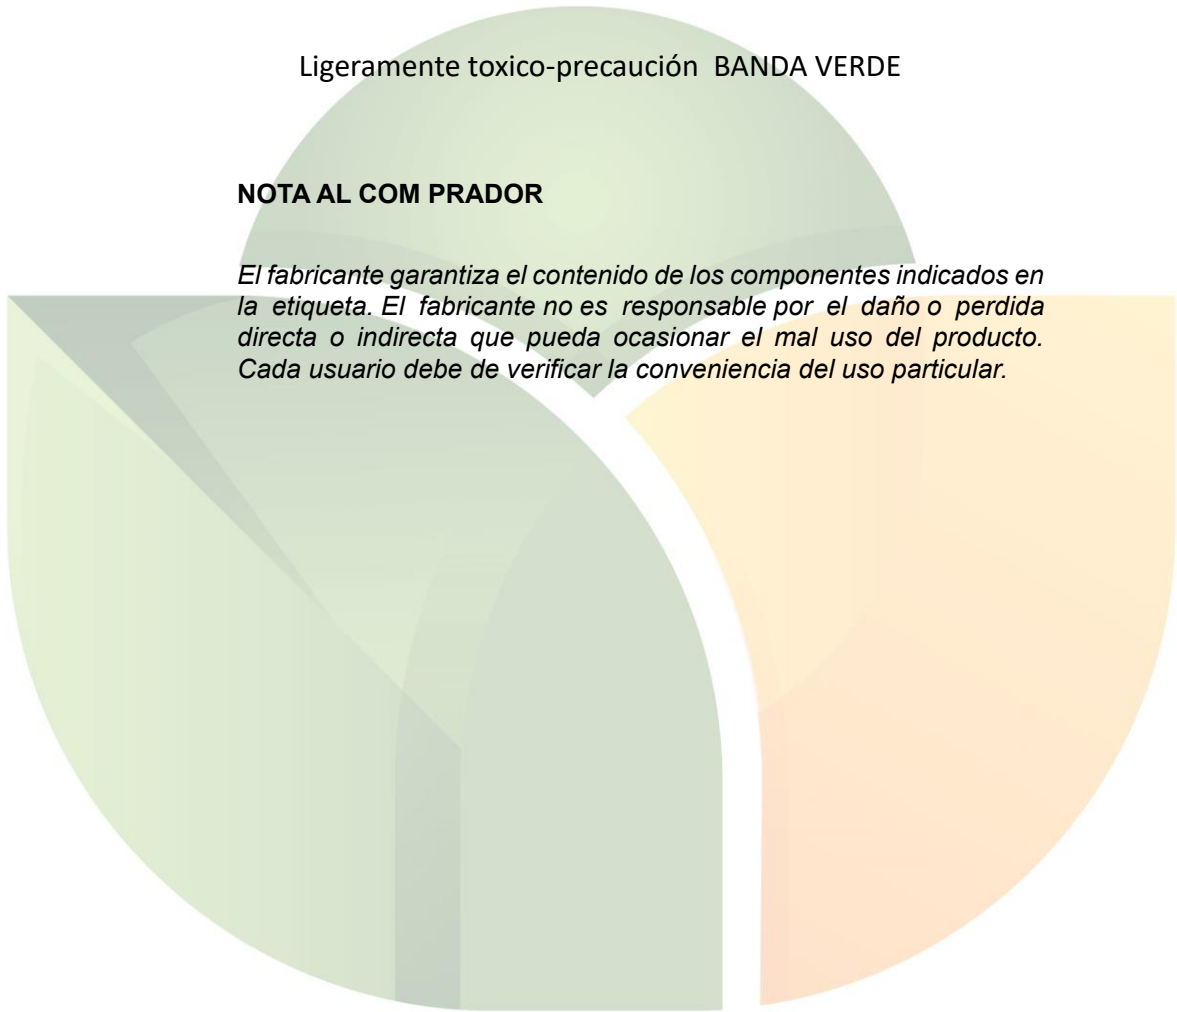 Ligeramente toxico-precaución  BANDA VERDE
NOTA AL COM PRADOR
El fabricante garantiza el contenido de los componentes indicados en
la etiqueta. El fabricante no es responsable por el daño o perdida
directa o indirecta que pueda ocasionar el mal uso del producto.
Cada usuario debe de verificar la conveniencia del uso particular.